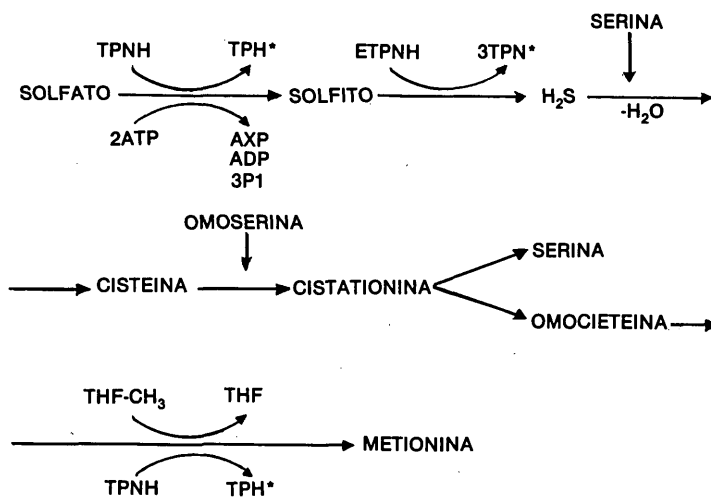 SERINA
TPNH TPH* ETPNH 3TPN*
SOLFATO SOLFITO H₂S
-H₂O
2ATP AXP
ADP
3P1
OMOSERINA
SERINA
CISTEINA CISTATIONINA
OMOCIETEINA
THF-CH₃ THF
METIONINA
TPNH TPH*